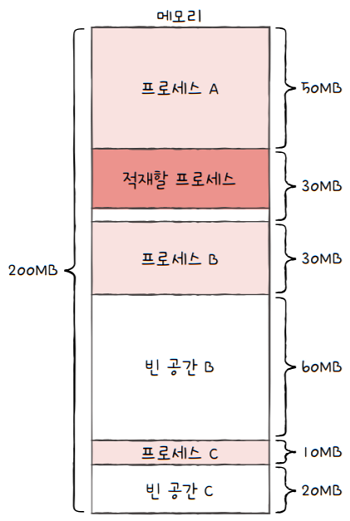 메모리
프로세스 A
50MB
적재할 프로세스
30MB
프로세스 B
30MB
200MB
빈 공간 B
60MB
프로세스 C
10MB
빈 공간 C
20MB